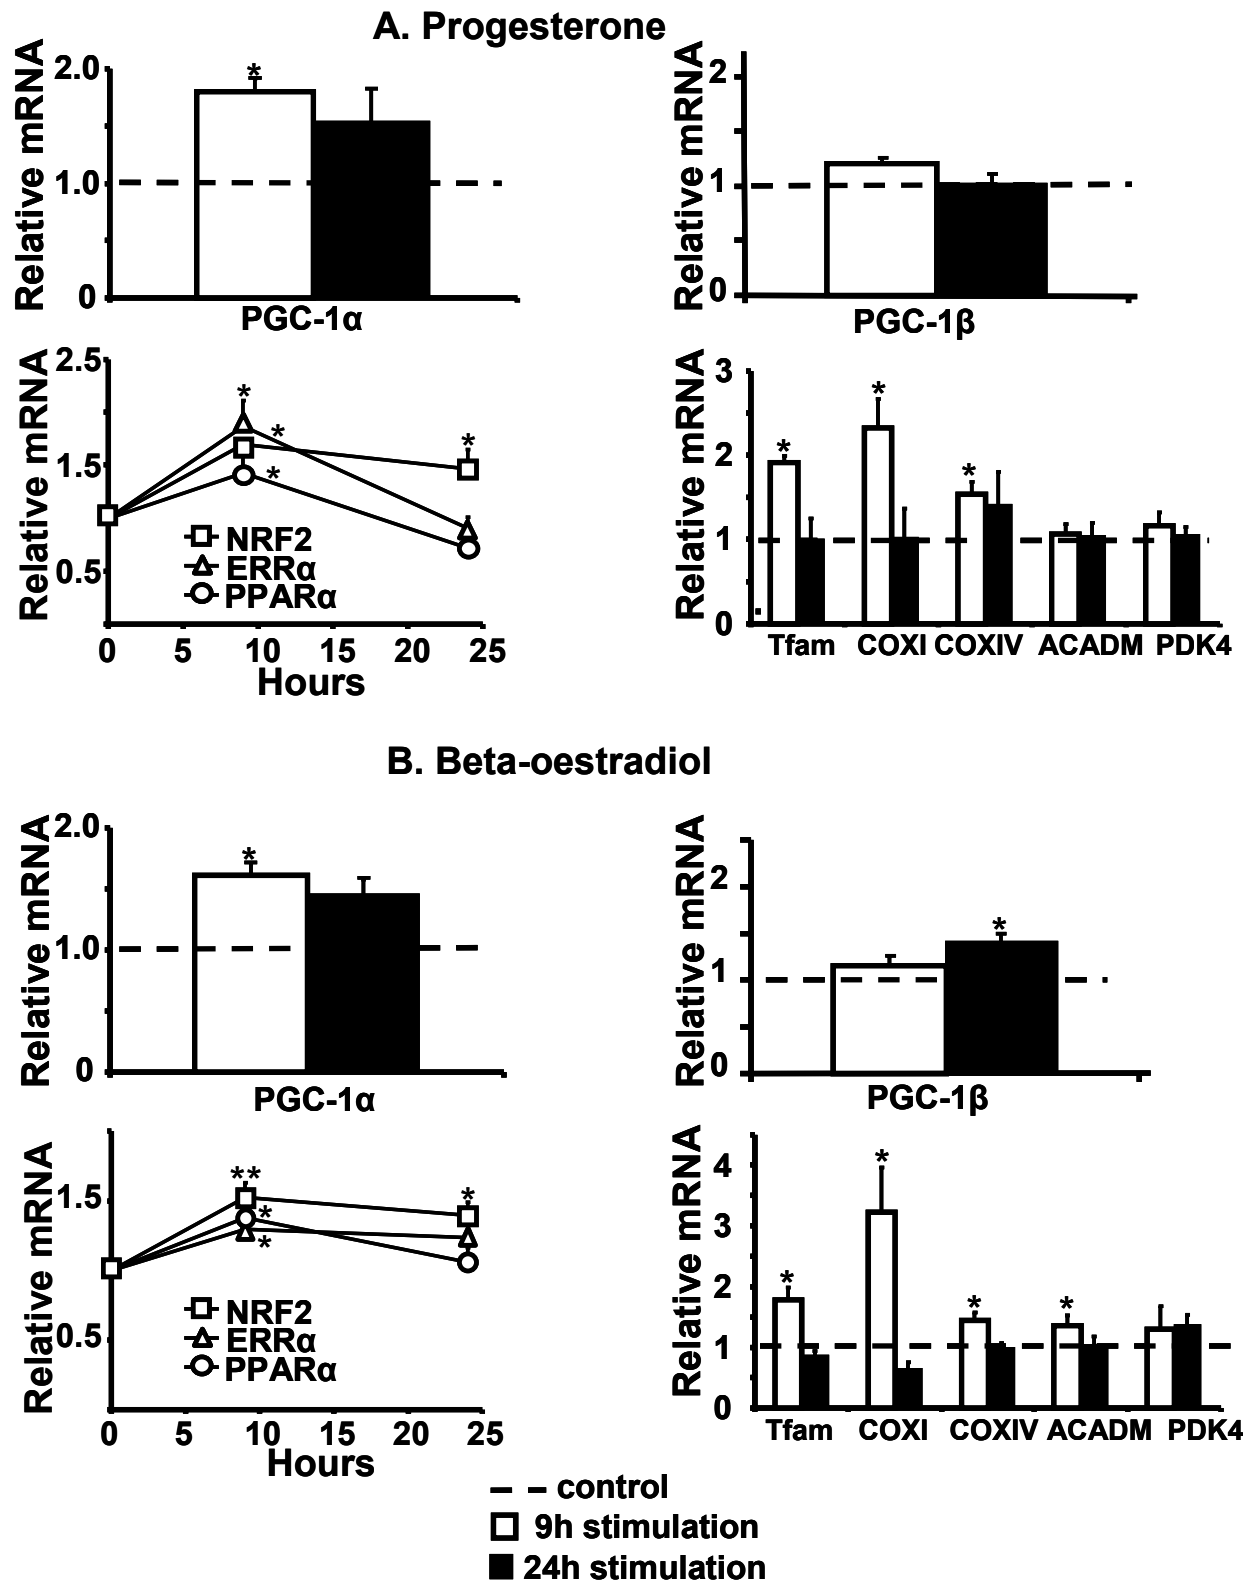 A. Progesterone
Relative mRNA
2.0
1.0
0
*
PGC-1α
Relative mRNA
2
1
0
PGC-1β
Relative mRNA
2.5
1.5
0.5
*
*
*
*
NRF2
ERRα
PPARα
0 5 10 15 20 25
Hours
Relative mRNA
3
2
1
0
*
*
*
Tfam COXI COXIV ACADM PDK4
B. Beta-oestradiol
Relative mRNA
2.0
1.0
0
*
PGC-1α
Relative mRNA
2
1
0
*
PGC-1β
Relative mRNA
1.5
0.5
**
*
*
*
NRF2
ERRα
PPARα
0 5 10 15 20 25
Hours
Relative mRNA
4
3
2
1
0
*
*
*
*
Tfam COXI COXIV ACADM PDK4
control
9h stimulation
24h stimulation